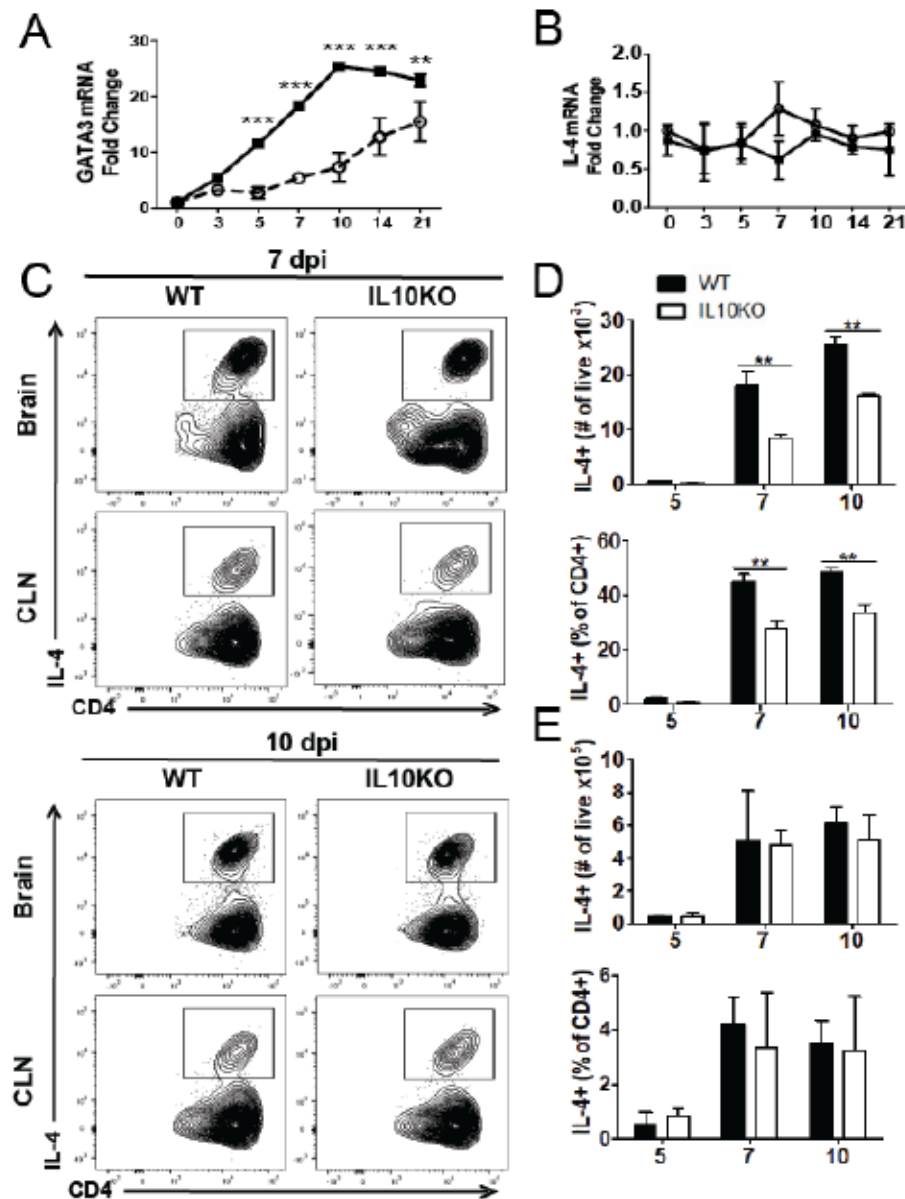 A
GATA3 mRNA
Fold Change
30
20
10
0
*** *** *** *** **
0 3 5 7 10 14 21
B
IL-4 mRNA
Fold Change
2.0
1.5
1.0
0.5
0.0
0 3 5 7 10 14 21
C
7 dpi
WT IL10KO
Brain
CLN
IL-4
CD4
10 dpi
WT IL10KO
Brain
CLN
IL-4
CD4
D
WT
IL10KO
IL-4+ (# of live x10³)
30
20
10
0
** **
5 7 10
IL-4+ (% of CD4+)
60
40
20
0
** **
5 7 10
E
IL-4+ (# of live x10⁵)
8
6
4
2
0
5 7 10
IL-4+ (% of CD4+)
6
4
2
0
5 7 10